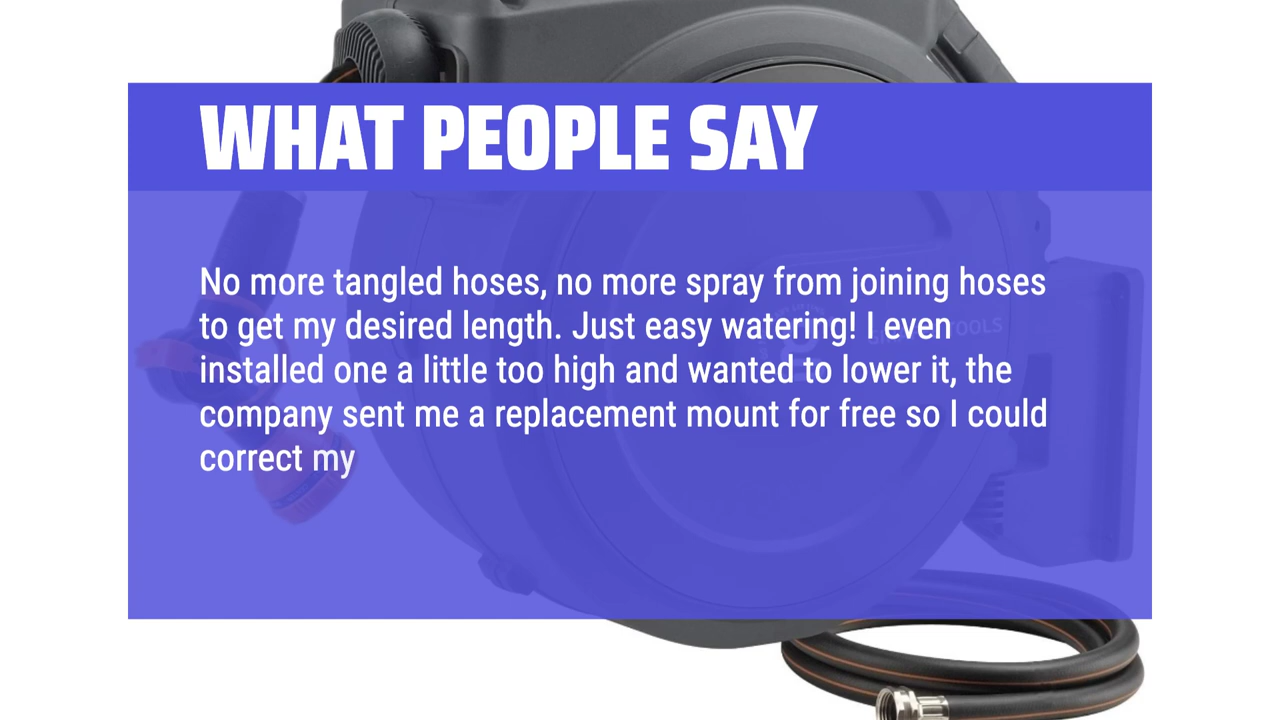 WHAT PEOPLE SAY
No more tangled hoses, no more spray from joining hoses
to get my desired length. Just easy watering! I even
installed one a little too high and wanted to lower it, the
company sent me a replacement mount for free so I could
correct my
TOOLS